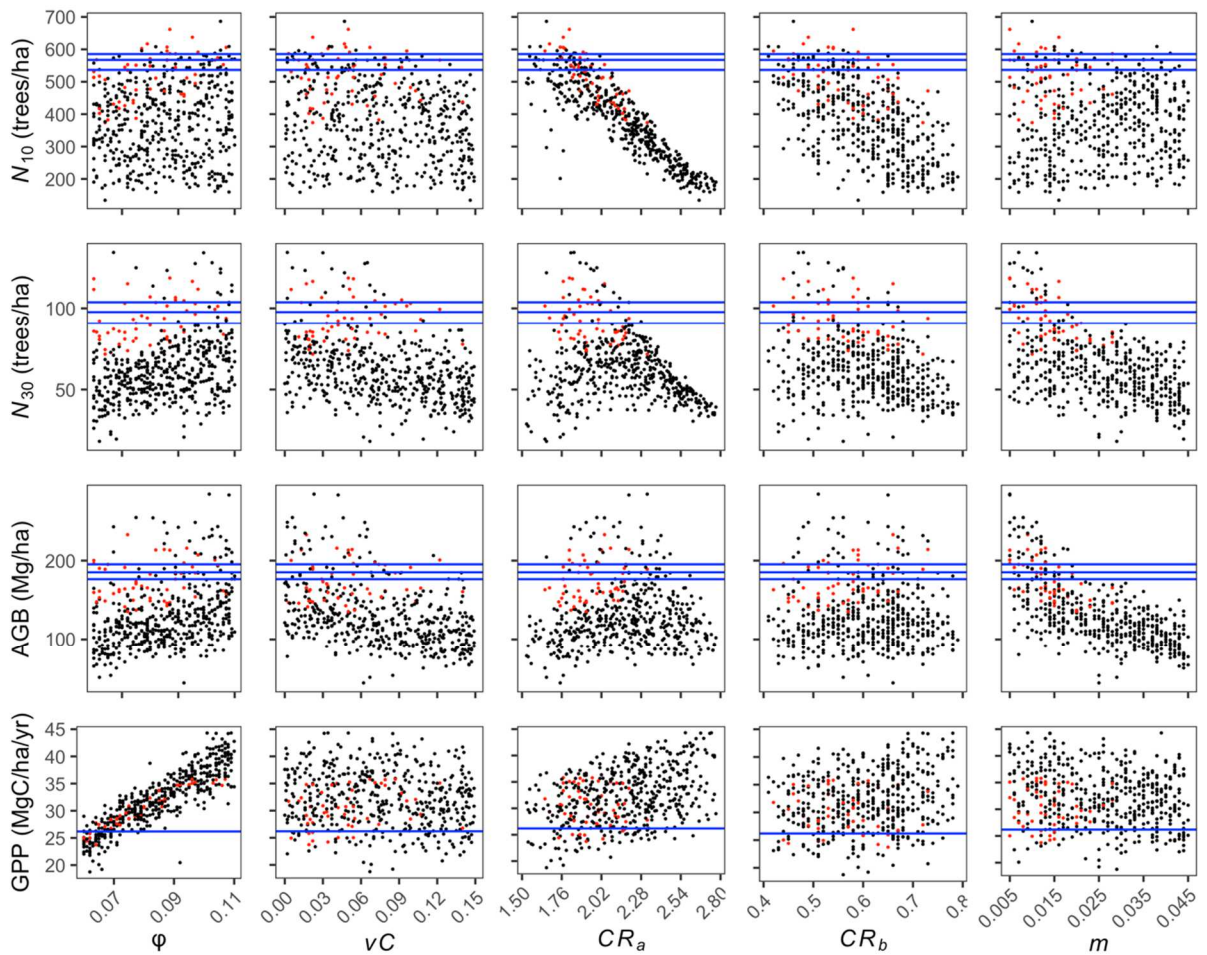 700
600
500
400
300
200
N₁₀ (trees/ha)
100
50
N₃₀ (trees/ha)
200
100
AGB (Mg/ha)
45
40
35
30
25
20
GPP (MgC/ha/yr)
0.07 0.09 0.11
0.00 0.03 0.06 0.09 0.12 0.15
1.50 1.76 2.02 2.28 2.54 2.80
0.4 0.5 0.6 0.7 0.8
0.005 0.015 0.025 0.035 0.045
φ vC CRₐ CR_b m